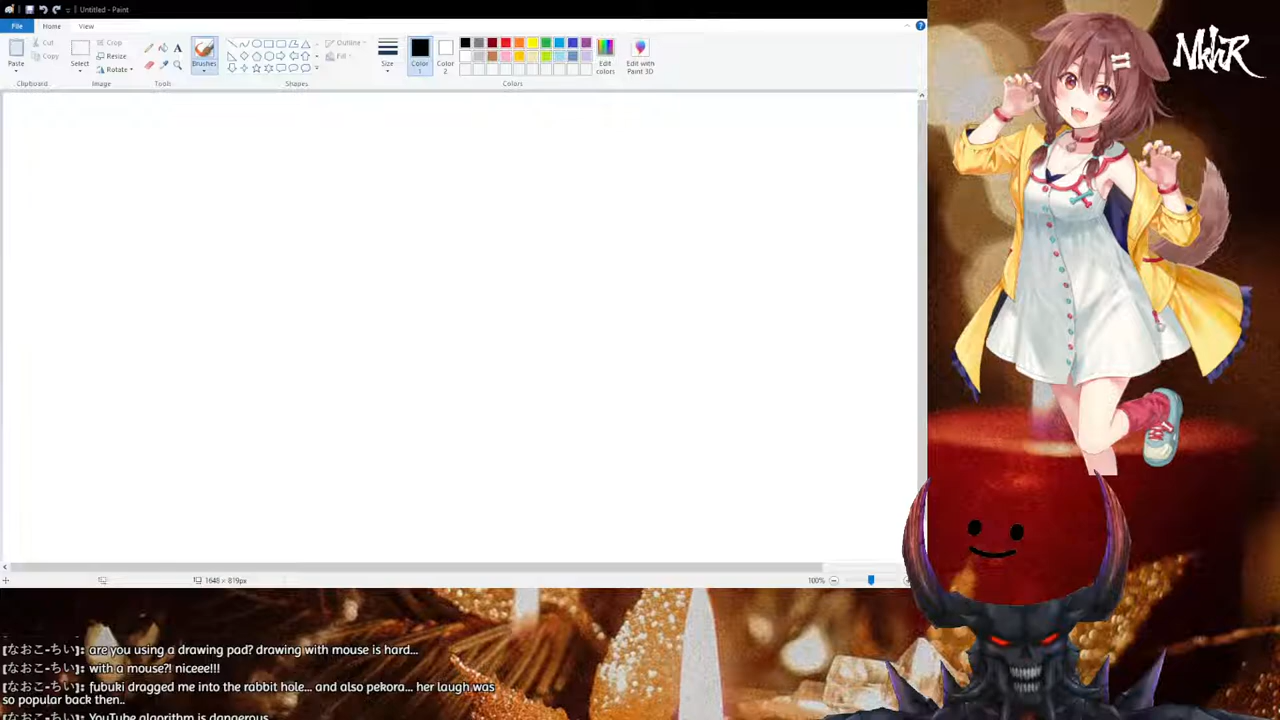 Untitled - Paint
File
Home
View
Paste
Cut
Copy
Clipboard
Select
Crop
Resize
Rotate
Image
Tools
Brushes
Shapes
Outline
Fill
Size
Color
1
Color
2
Colors
Edit
colors
Edit with
Paint 3D
1648 × 819px
100%
[なおこ-ちい]: are you using a drawing pad? drawing with mouse is hard...
[なおこ-ちい]: with a mouse?! niceee!!!
[なおこ-ちい]: fubuki dragged me into the rabbit hole... and also pekora... her laugh was
so popular back then..
[なおこ-ちい]: YouTube algorithm is dangerous